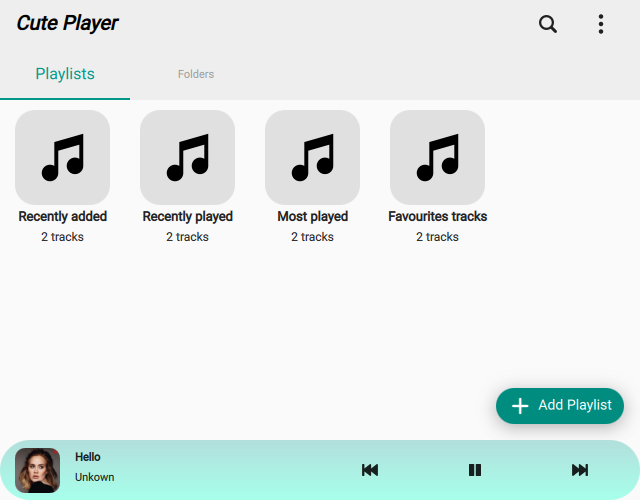 Cute Player
Playlists
Folders
Recently added
2 tracks
Recently played
2 tracks
Most played
2 tracks
Favourites tracks
2 tracks
Add Playlist
Hello
Unkown